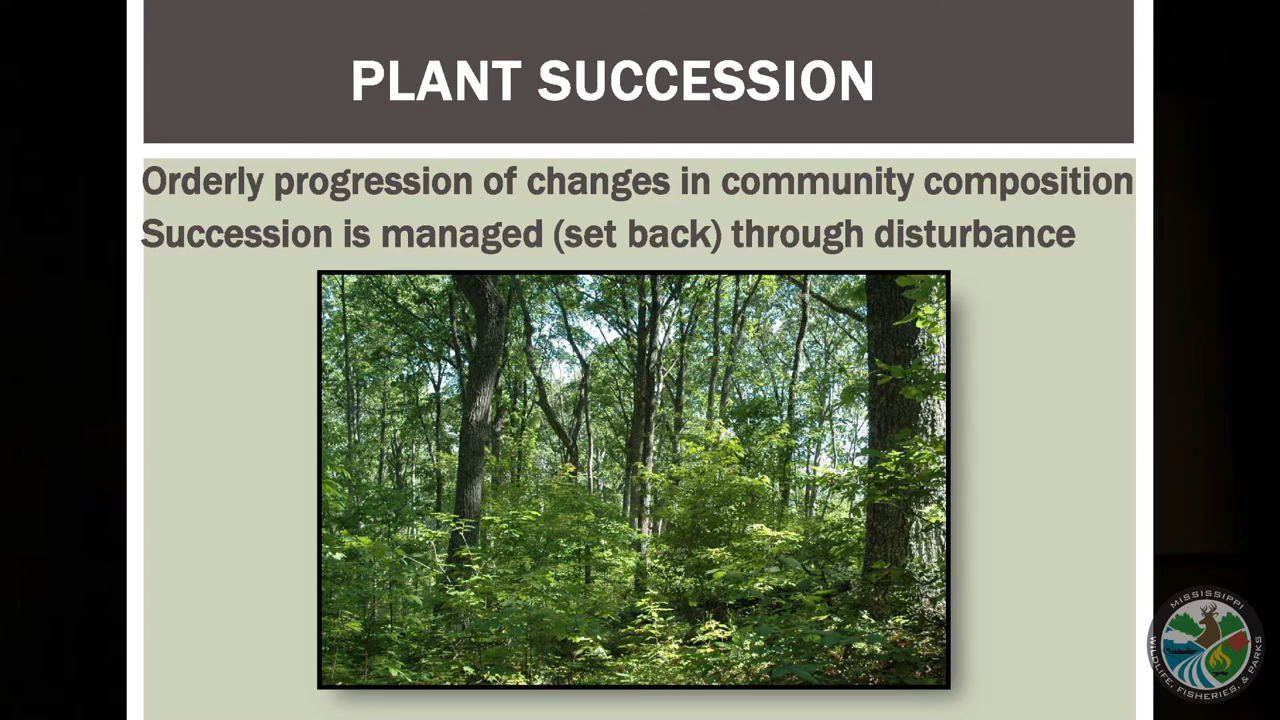 PLANT SUCCESSION
Orderly progression of changes in community composition
Succession is managed (set back) through disturbance
MISSISSIPPI
WILDLIFE, FISHERIES, & PARKS